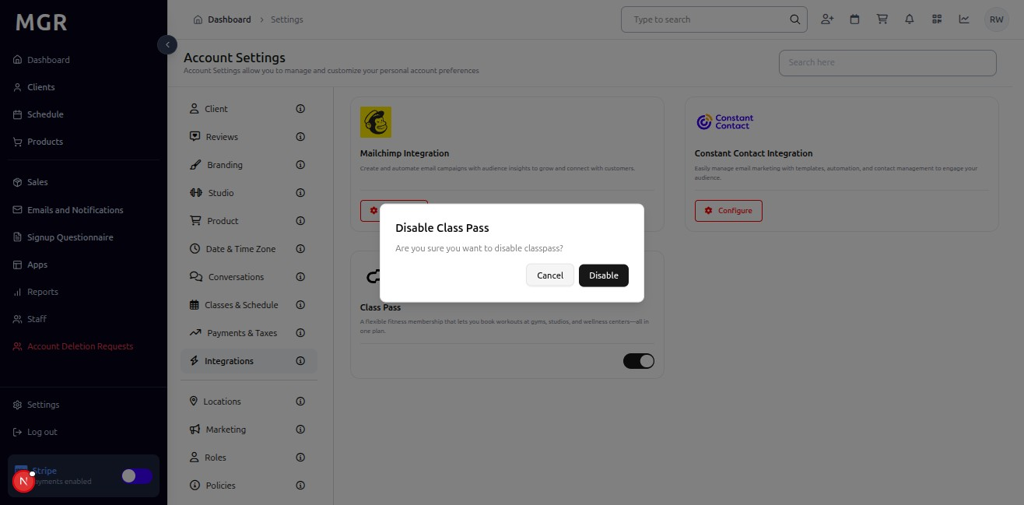 MGR
Dashboard
Clients
Schedule
Products
Sales
Emails and Notifications
Signup Questionnaire
Apps
Reports
Staff
Account Deletion Requests
Settings
Log out
Stripe
payments enabled
N
Dashboard > Settings
Type to search
RW
Account Settings
Account Settings allow you to manage and customize your personal account preferences
Search here
Client
Reviews
Branding
Studio
Product
Date & Time Zone
Conversations
Classes & Schedule
Payments & Taxes
Integrations
Locations
Marketing
Roles
Policies
Mailchimp Integration
Create and automate email campaigns with audience insights to grow and connect with customers.
Constant
Contact
Constant Contact Integration
Easily manage email marketing with templates, automation, and contact management to engage your
audience.
Configure
Disable Class Pass
Are you sure you want to disable classpass?
Cancel
Disable
Class Pass
A flexible fitness membership that lets you book workouts at gyms, studios, and wellness centers—all in
one plan.